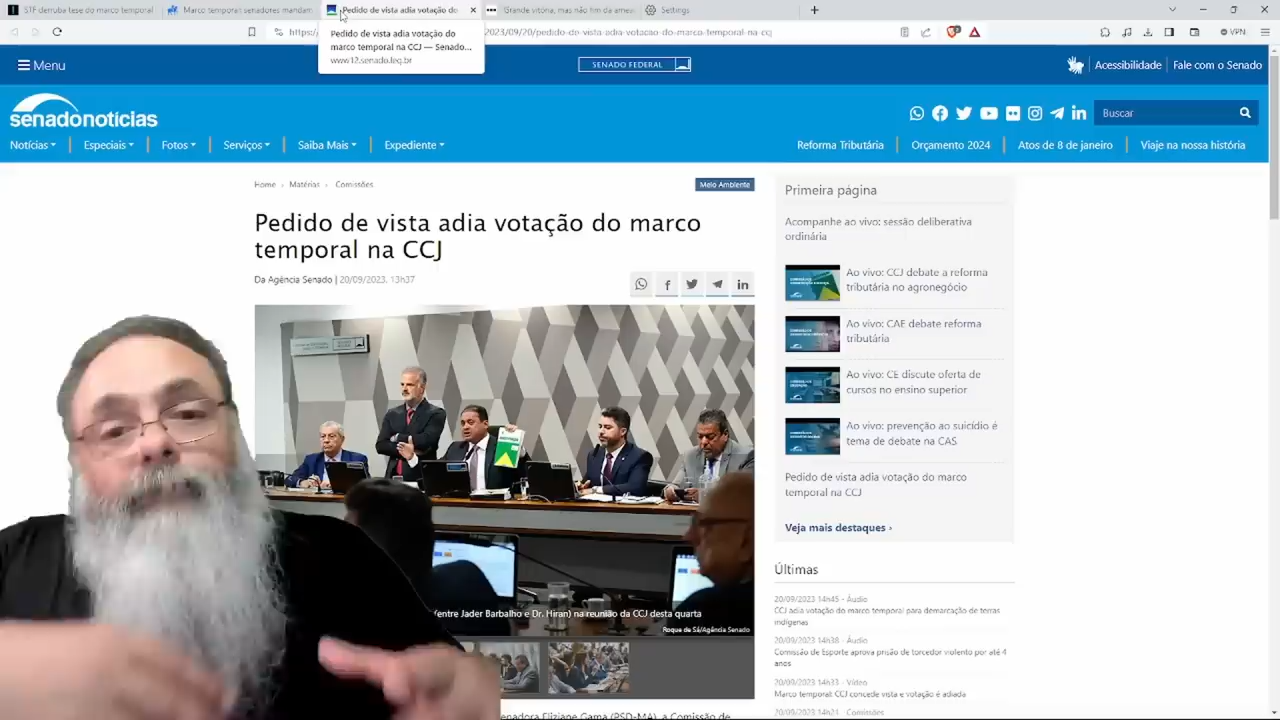 STF derruba tese do marco temporal
Marco temporal: senadores mandam
Pedido de vista adia votação do
Grande vitória, mas não fim da amea
Settings
Pedido de vista adia votação do
marco temporal na CCJ — Senado...
www12.senado.leg.br
2023/09/20/pedido-de-vista-adia-votacao-do-marco-temporal-na-ccj
VPN
Menu
SENADO FEDERAL
Acessibilidade
Fale com o Senado
senadonotícias
Buscar
Notícias
Especiais
Fotos
Serviços
Saiba Mais
Expediente
Reforma Tributária
Orçamento 2024
Atos de 8 de janeiro
Viaje na nossa história
Home › Matérias › Comissões
Meio Ambiente
Pedido de vista adia votação do marco
temporal na CCJ
Da Agência Senado | 20/09/2023, 13h37
(entre Jader Barbalho e Dr. Hiran) na reunião da CCJ desta quarta
Roque de Sá/Agência Senado
enadora Eliziane Gama (PSD-MA), a Comissão de
Primeira página
Acompanhe ao vivo: sessão deliberativa
ordinária
Ao vivo: CCJ debate a reforma
tributária no agronegócio
Ao vivo: CAE debate reforma
tributária
Ao vivo: CE discute oferta de
cursos no ensino superior
Ao vivo: prevenção ao suicídio é
tema de debate na CAS
Pedido de vista adia votação do marco
temporal na CCJ
Veja mais destaques ›
Últimas
20/09/2023 14h45 - Áudio
CCJ adia votação do marco temporal para demarcação de terras
indígenas
20/09/2023 14h38 - Áudio
Comissão de Esporte aprova prisão de torcedor violento por até 4
anos
20/09/2023 14h33 - Vídeo
Marco temporal: CCJ concede vista e votação é adiada
20/09/2023 14h21 - Comissões